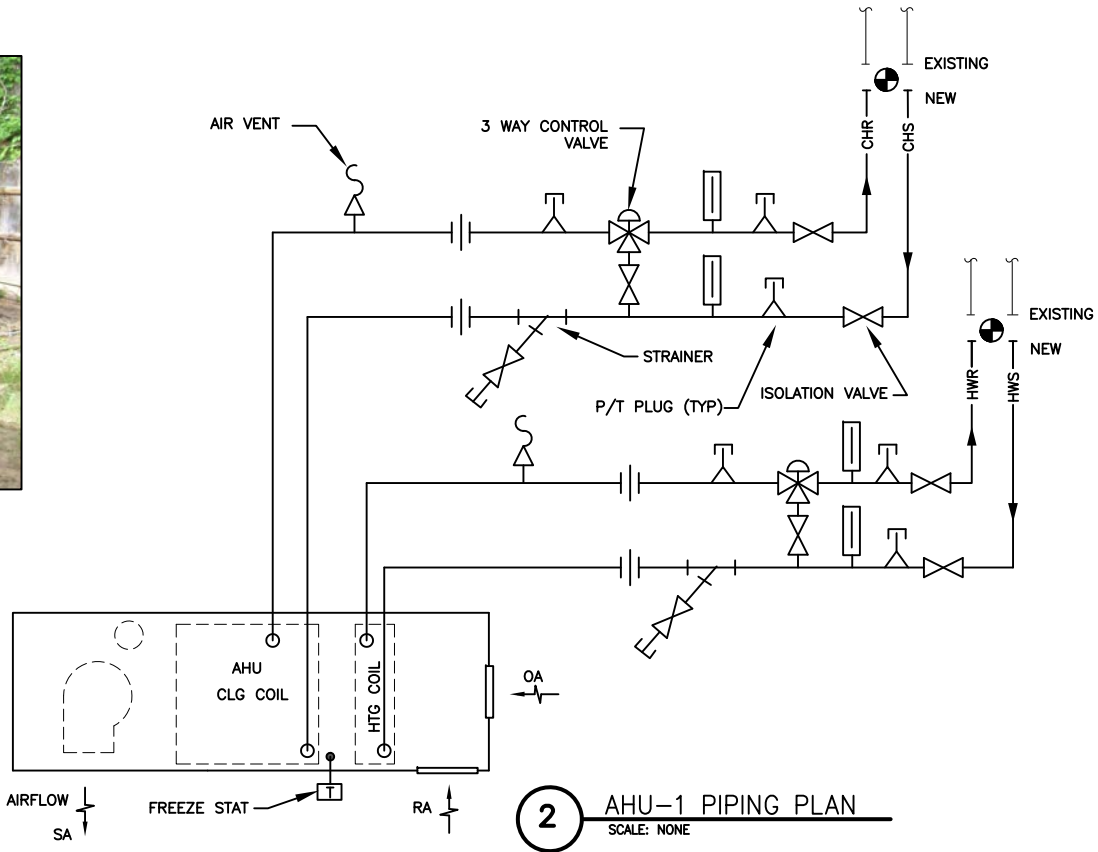 EXISTING
NEW
CHR
CHS
AIR VENT
3 WAY CONTROL
VALVE
STRAINER
P/T PLUG (TYP)
ISOLATION VALVE
EXISTING
NEW
HWR
HWS
AHU
CLG COIL
HTG COIL
OA
AIRFLOW
SA
FREEZE STAT
T
RA
2
AHU-1 PIPING PLAN
SCALE: NONE